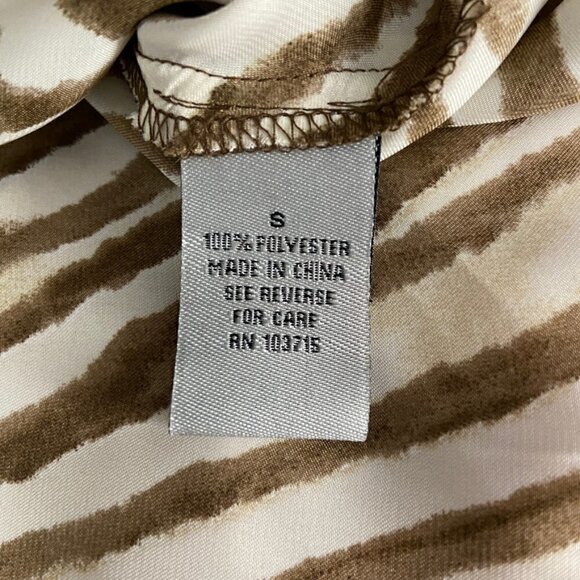 S
100% POLYESTER
MADE IN CHINA
SEE REVERSE
FOR CARE
RN 103715